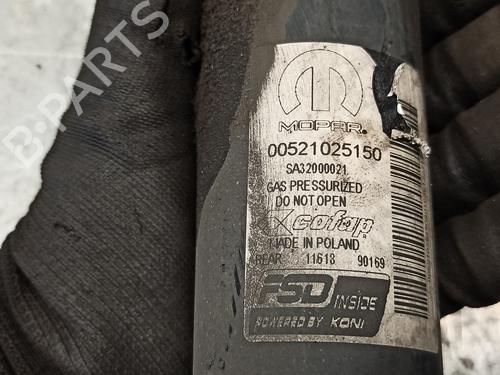 B-PARTS
MOPAR
00521025150
SA32000021
GAS PRESSURIZED
DO NOT OPEN
cofap
MADE IN POLAND
REAR 11618 90169
FSD INSIDE
POWERED BY KONI
B-PARTS